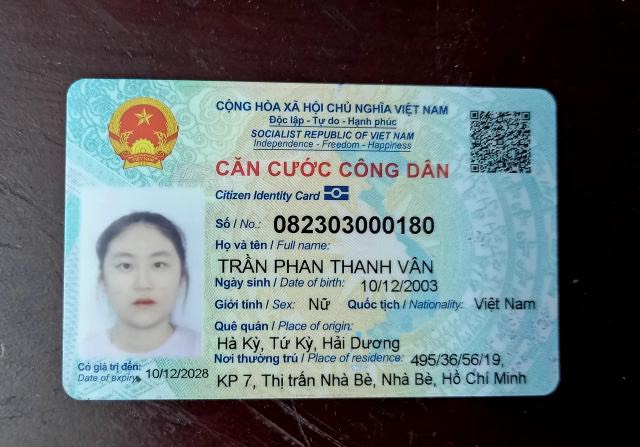 CỘNG HÒA XÃ HỘI CHỦ NGHĨA VIỆT NAM
Độc lập - Tự do - Hạnh phúc
SOCIALIST REPUBLIC OF VIET NAM
Independence - Freedom - Happiness
CĂN CƯỚC CÔNG DÂN
Citizen Identity Card
Số / No.: 082303000180
Họ và tên / Full name:
TRẦN PHAN THANH VÂN
Ngày sinh / Date of birth: 10/12/2003
Giới tính / Sex: Nữ Quốc tịch / Nationality: Việt Nam
Quê quán / Place of origin:
Hà Kỳ, Tứ Kỳ, Hải Dương
Nơi thường trú / Place of residence: 495/36/56/19,
KP 7, Thị trấn Nhà Bè, Nhà Bè, Hồ Chí Minh
Có giá trị đến: 10/12/2028
Date of expiry
VIỆT NAM